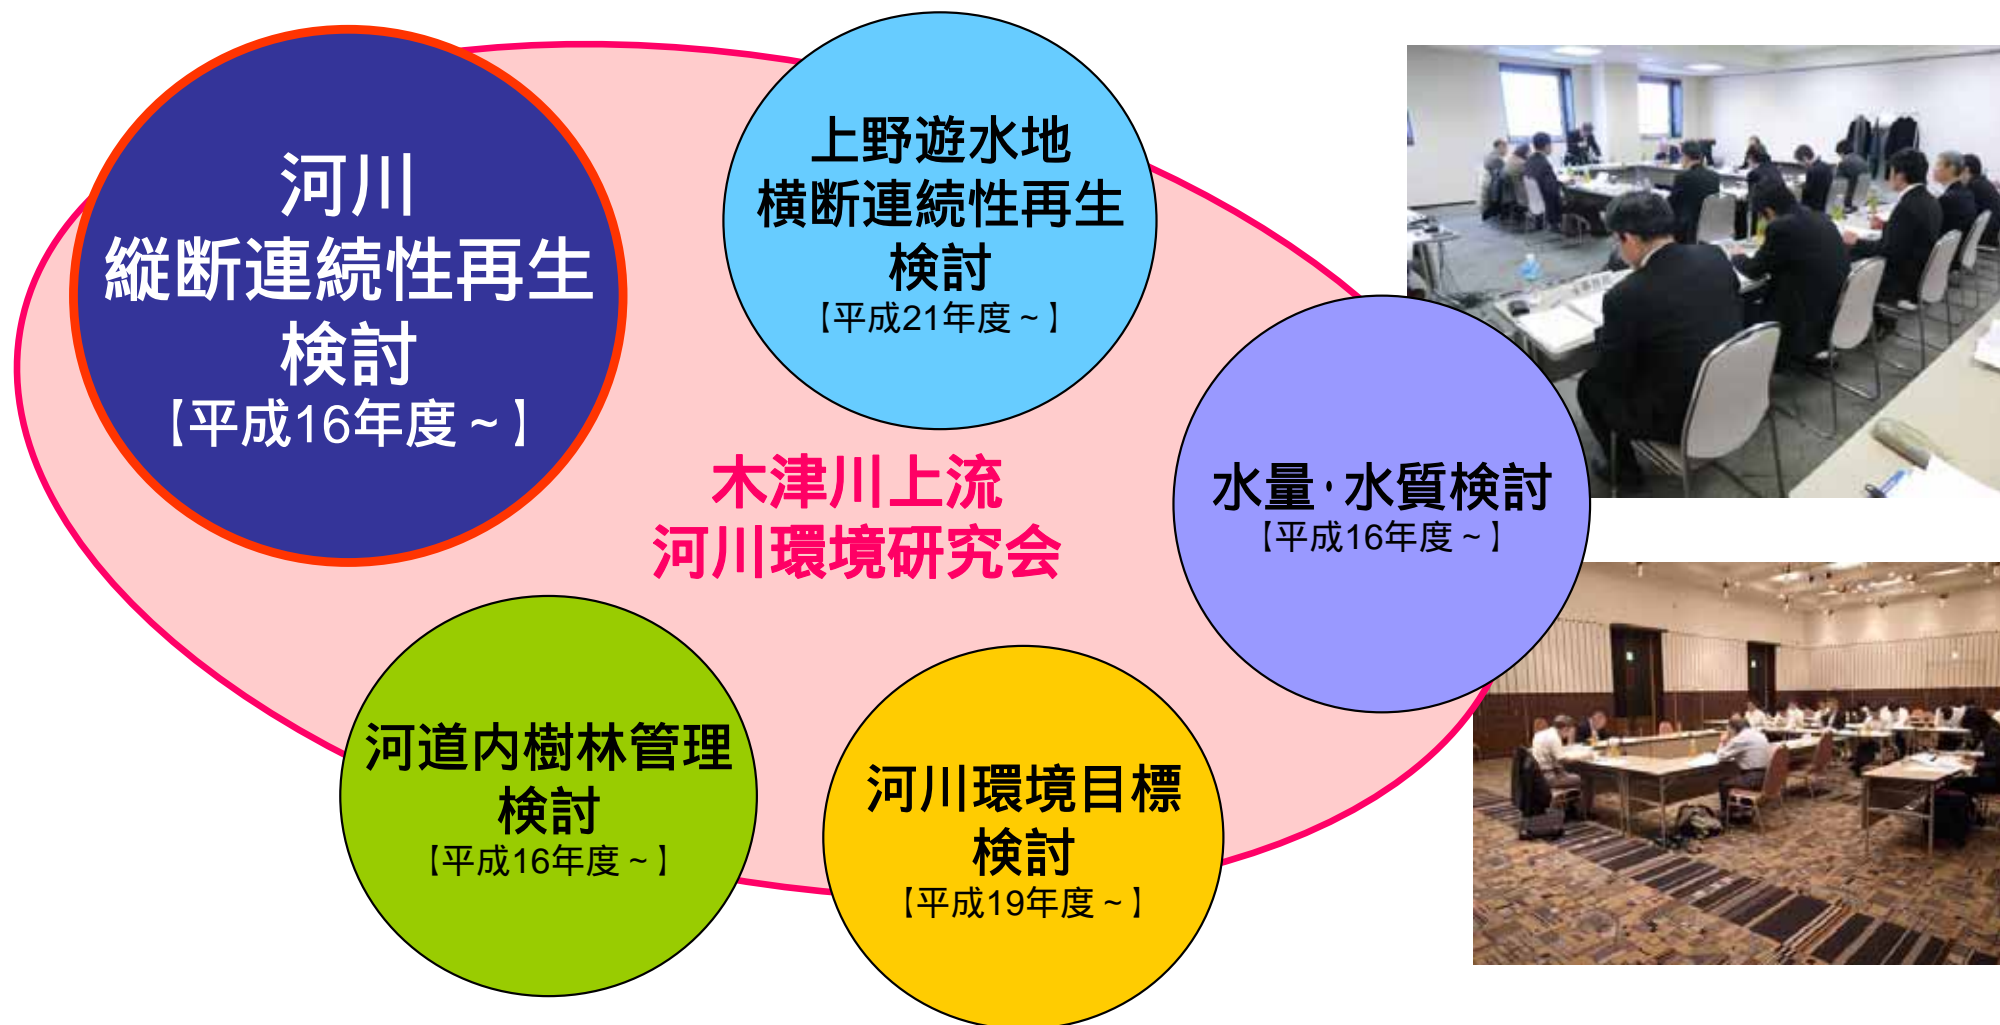 河川
縦断連続性再生
検討
【平成16年度~】
上野遊水地
横断連続性再生
検討
【平成21年度~】
水量・水質検討
【平成16年度~】
木津川上流
河川環境研究会
河道内樹林管理
検討
【平成16年度~】
河川環境目標
検討
【平成19年度~】